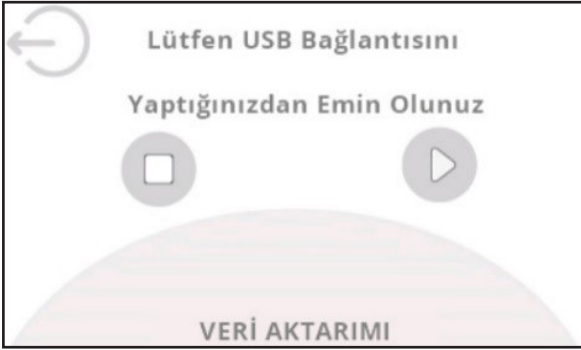 Lütfen USB Bağlantısını
Yaptığınızdan Emin Olunuz
VERİ AKTARIMI